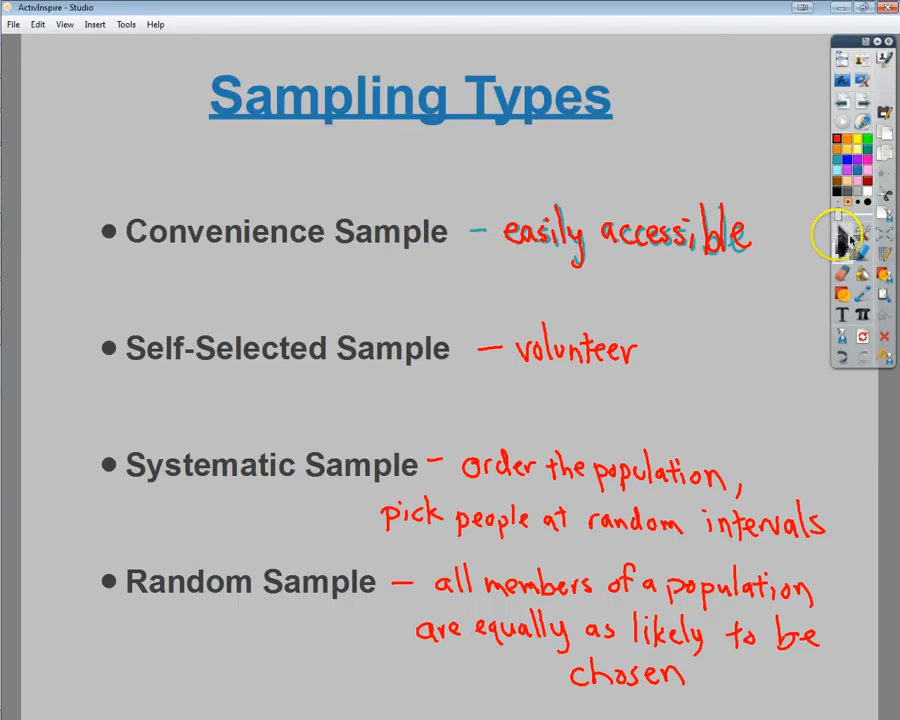 ActivInspire - Studio
File Edit View Insert Tools Help
Sampling Types
• Convenience Sample - easily accessible
• Self-Selected Sample - volunteer
• Systematic Sample - order the population,
pick people at random intervals
• Random Sample - all members of a population
are equally as likely to be
chosen